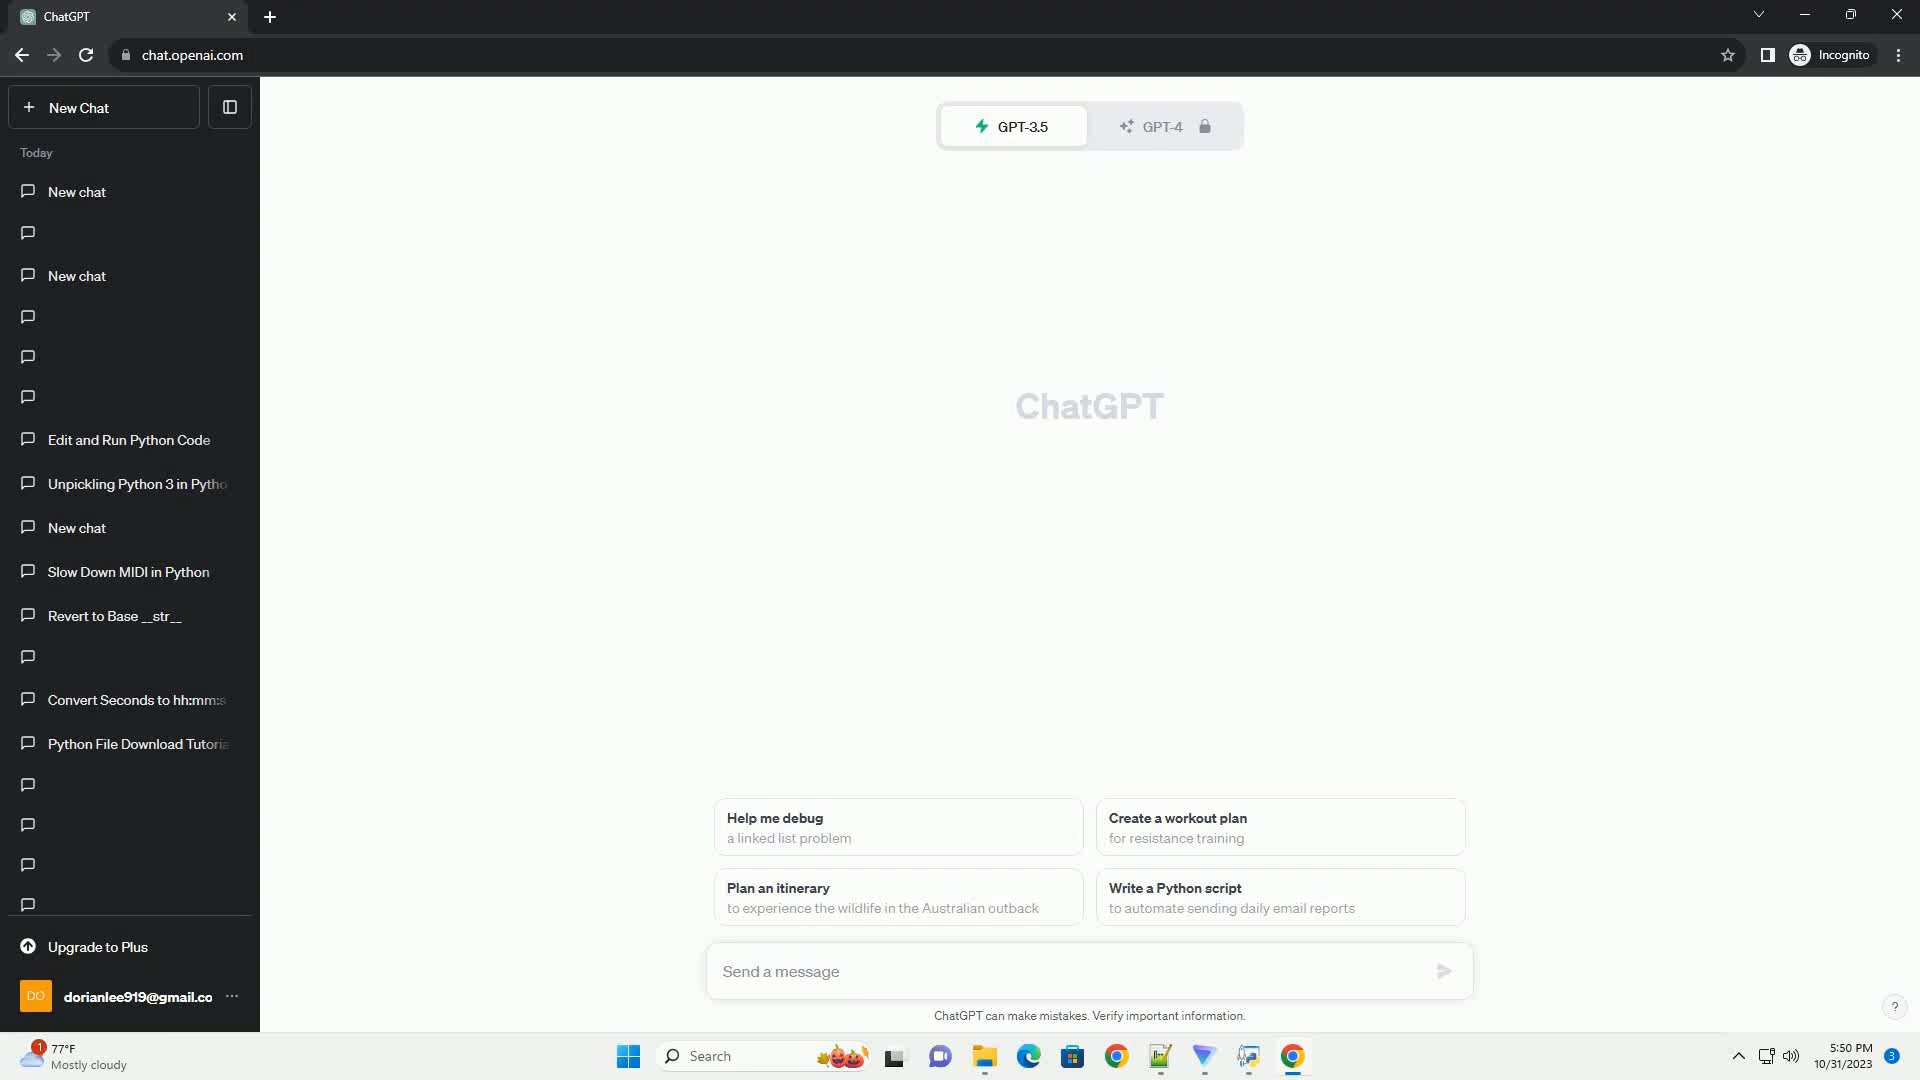 ChatGPT
chat.openai.com
Incognito
New Chat
GPT-3.5
GPT-4
Today
New chat
New chat
Edit and Run Python Code
Unpickling Python 3 in Pytho
New chat
Slow Down MIDI in Python
Revert to Base __str__
Convert Seconds to hh:mm:s
Python File Download Tutoria
Upgrade to Plus
DO
dorianlee919@gmail.co
ChatGPT
Help me debug
a linked list problem
Create a workout plan
for resistance training
Plan an itinerary
to experience the wildlife in the Australian outback
Write a Python script
to automate sending daily email reports
Send a message
ChatGPT can make mistakes. Verify important information.
?
1
77°F
Mostly cloudy
Search
5:50 PM
10/31/2023
3